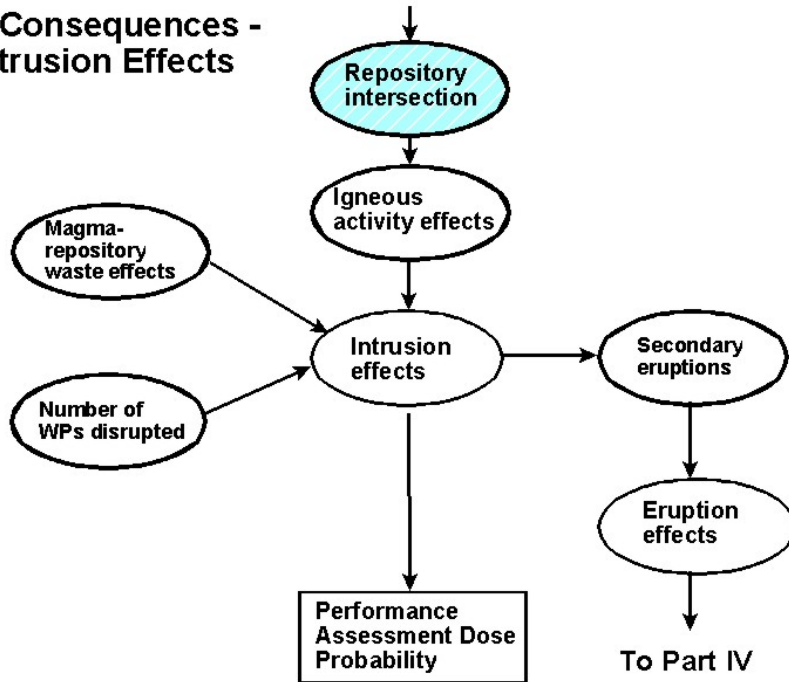 Consequences -
trusion Effects
Repository
intersection
Igneous
activity effects
Magma-
repository
waste effects
Intrusion
effects
Secondary
eruptions
Number of
WPs disrupted
Eruption
effects
Performance
Assessment Dose
Probability
To Part IV